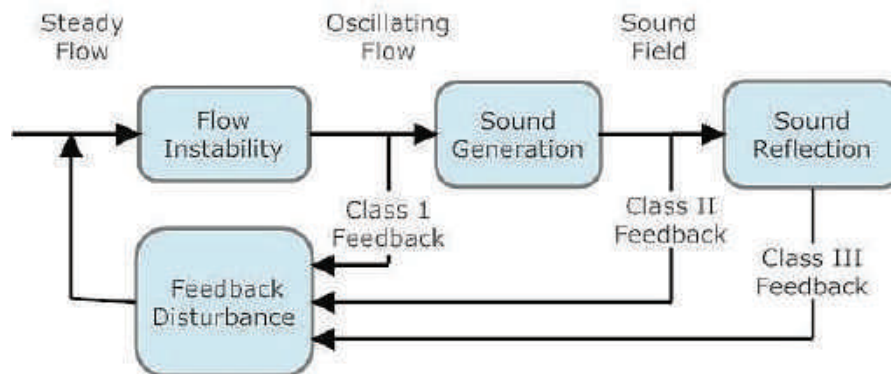 Steady
Flow
Oscillating
Flow
Sound
Field
Flow
Instability
Sound
Generation
Sound
Reflection
Class 1
Feedback
Class II
Feedback
Class III
Feedback
Feedback
Disturbance